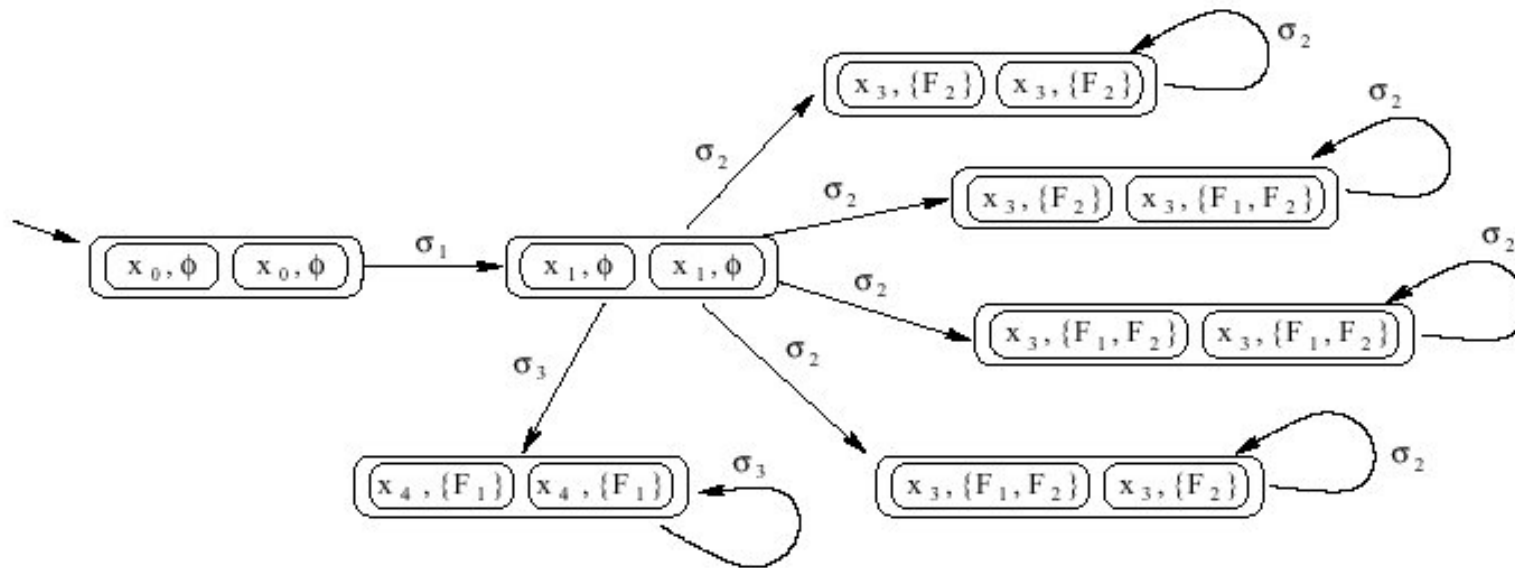 x₃, {F₂} x₃, {F₂}
σ₂
σ₂
σ₂
x₃, {F₂} x₃, {F₁, F₂}
σ₂
x₀, ϕ x₀, ϕ
σ₁
x₁, ϕ x₁, ϕ
σ₂
σ₂
x₃, {F₁, F₂} x₃, {F₁, F₂}
σ₃
σ₂
x₄, {F₁} x₄, {F₁}
σ₃
x₃, {F₁, F₂} x₃, {F₂}
σ₂